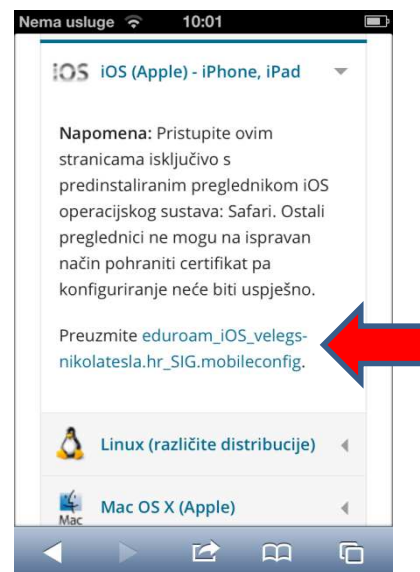 Nema usluge 10:01
iOS iOS (Apple) - iPhone, iPad
Napomena: Pristupite ovim
stranicama isključivo s
predinstaliranim preglednikom iOS
operacijskog sustava: Safari. Ostali
preglednici ne mogu na ispravan
način pohraniti certifikat pa
konfiguriranje neće biti uspješno.
Preuzmite eduroam_iOS_velegs-
nikolatesla.hr_SIG.mobileconfig.
Linux (različite distribucije)
Mac OS X (Apple)
Mac